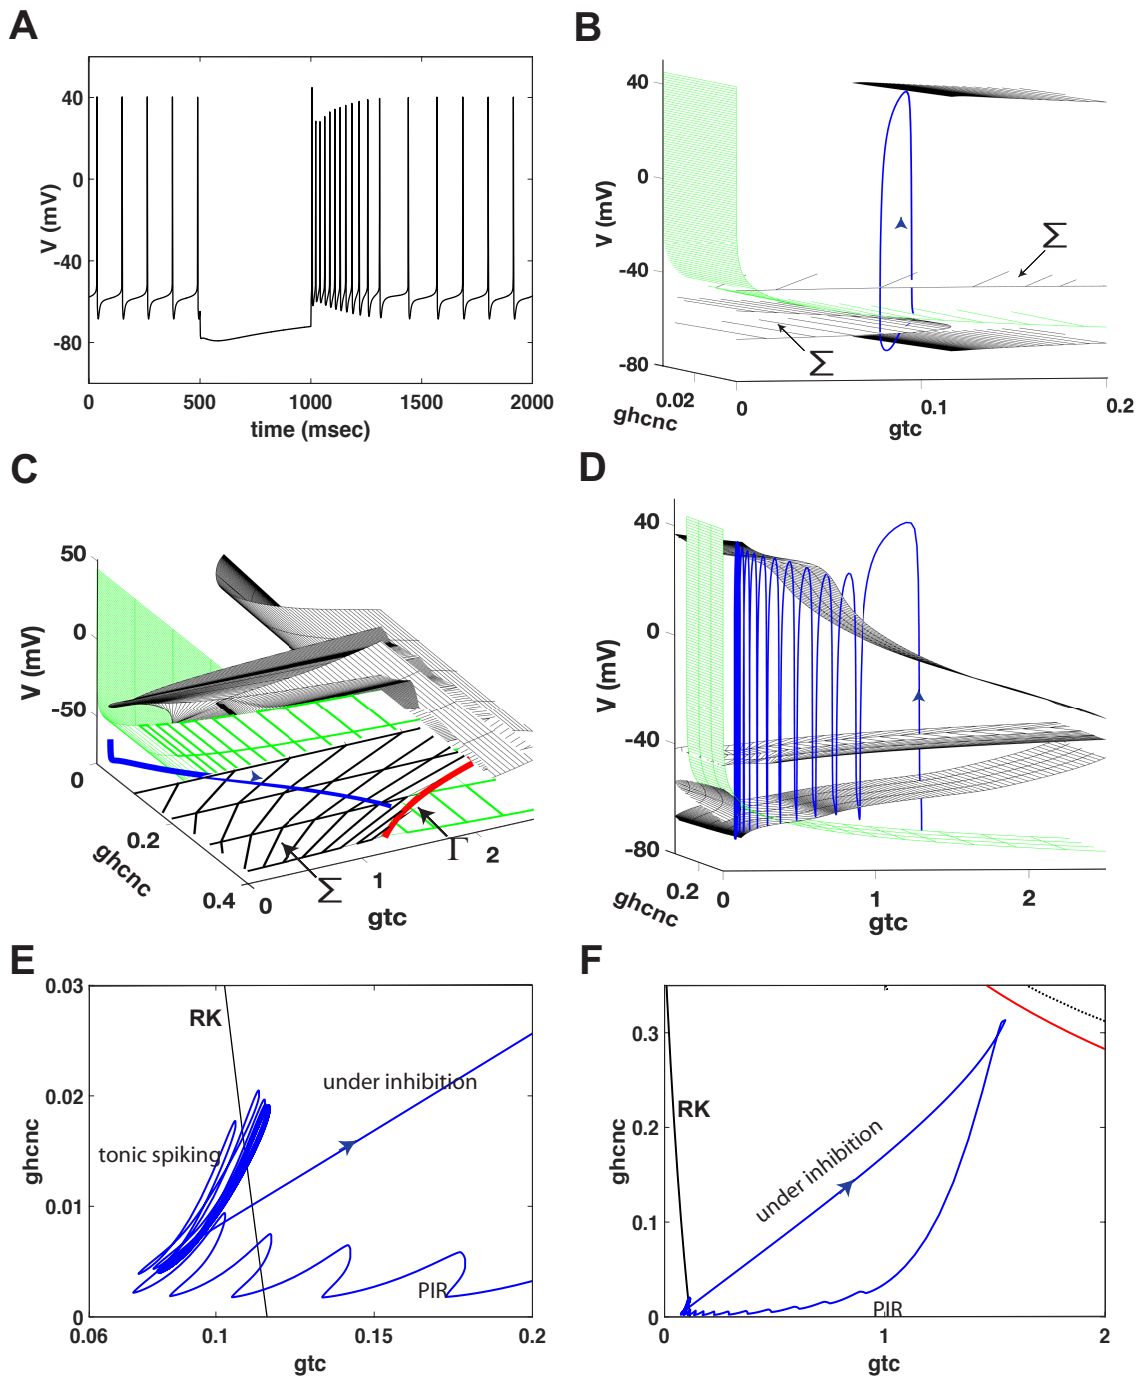 A
40
0
-40
-80
V (mV)
0
500
1000
1500
2000
time (msec)
B
40
0
-40
-80
V (mV)
Σ
Σ
0.02
ghcnc
0
0.1
0.2
gtc
C
50
0
-50
V (mV)
0
0.2
0.4
ghcnc
Σ
Γ
0
1
2
gtc
D
40
0
-40
-80
V (mV)
0.2
ghcnc
0
1
2
gtc
E
0.03
0.02
0.01
0
ghcnc
RK
under inhibition
tonic spiking
PIR
0.06
0.1
0.15
0.2
gtc
F
0.3
0.2
0.1
0
ghcnc
RK
under inhibition
PIR
0
1
2
gtc